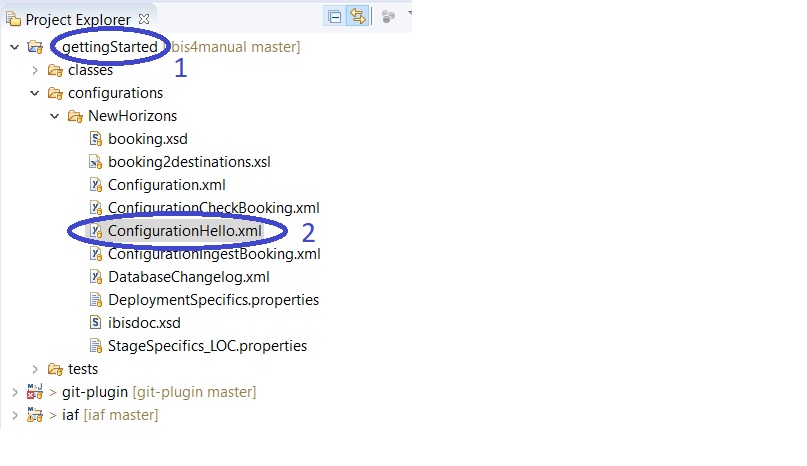 Project Explorer
gettingStarted bis4manual master]
1
classes
configurations
NewHorizons
booking.xsd
booking2destinations.xsl
Configuration.xml
ConfigurationCheckBooking.xml
ConfigurationHello.xml 2
ConfigurationIngestBooking.xml
DatabaseChangelog.xml
DeploymentSpecifics.properties
ibisdoc.xsd
StageSpecifics_LOC.properties
tests
> git-plugin [git-plugin master]
> iaf [iaf master]